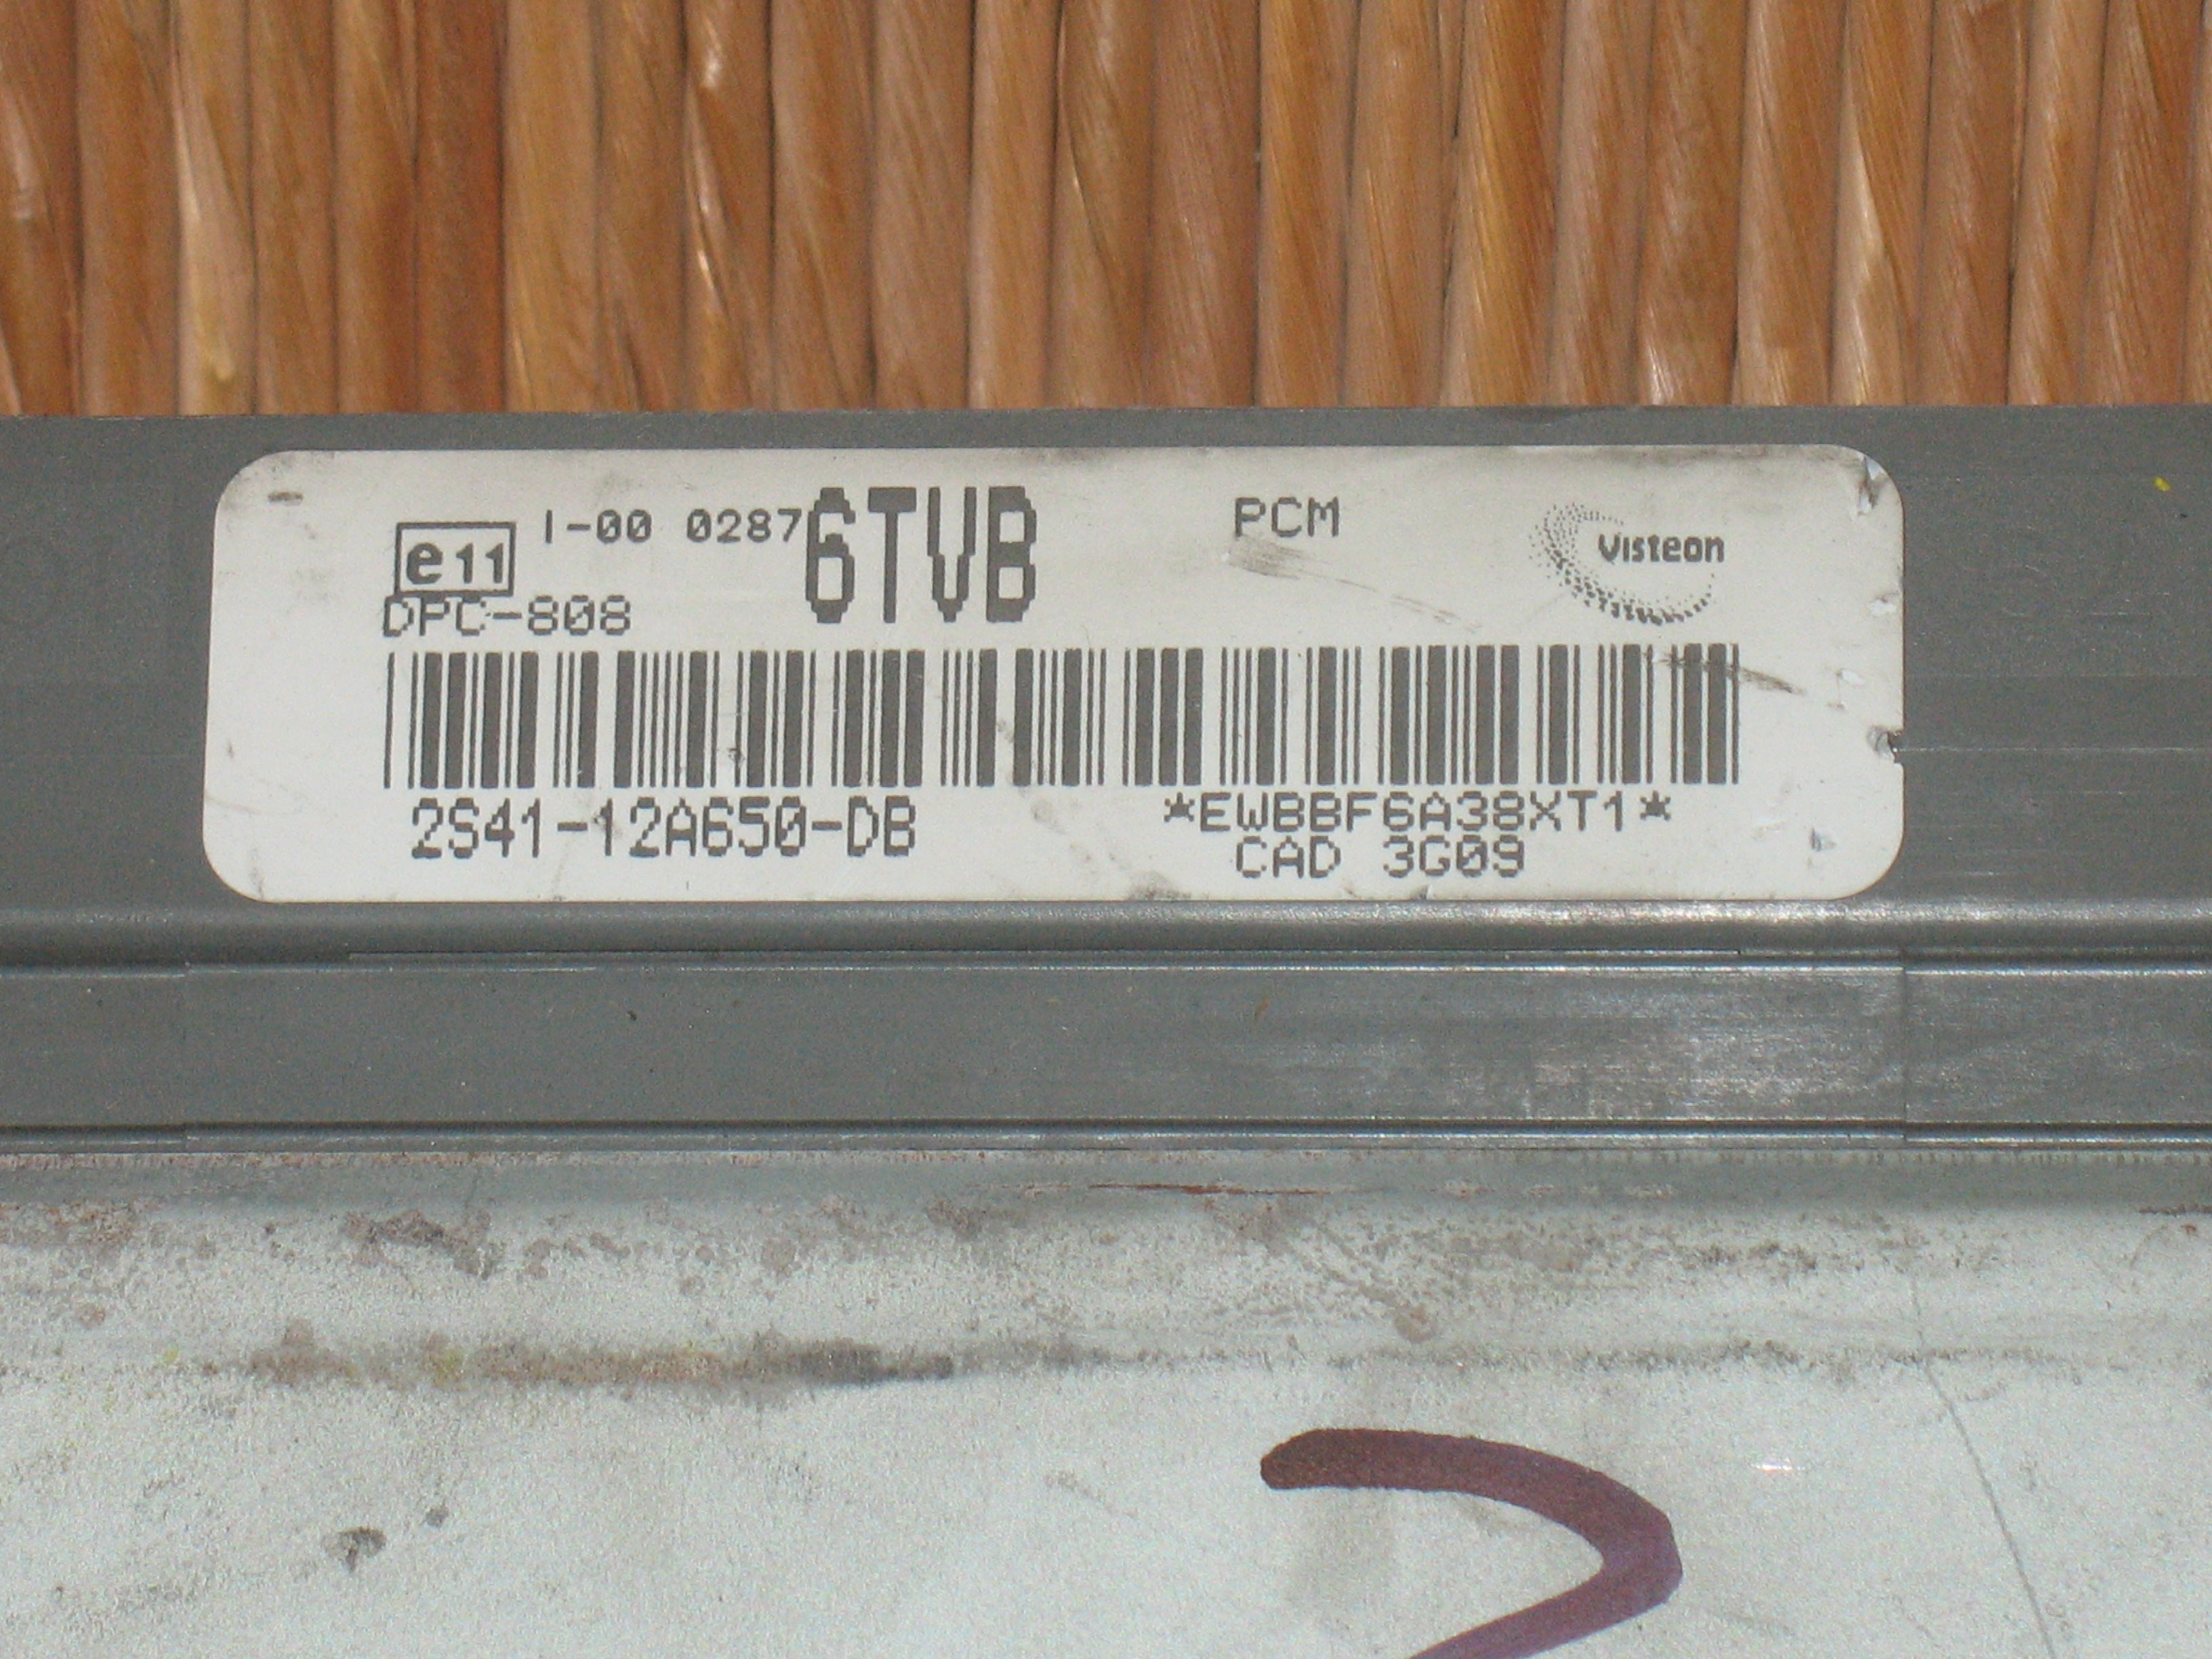 e11 I-00 0287 6TVB PCM Visteon
DPC-808
2S41-12A650-DB *EWBBF6A38XT1*
CAD 3G09